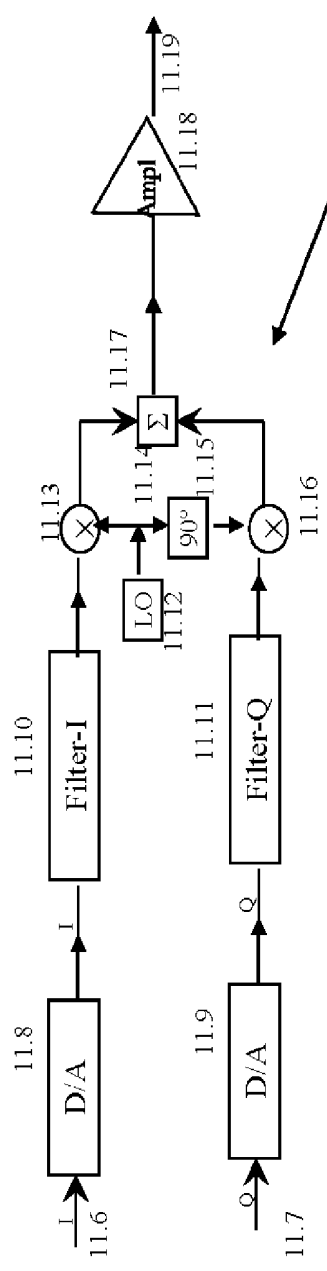 I
11.6
D/A
11.8
I
Filter-I
11.10
×
11.13
LO
11.12
11.14
90°
11.15
Σ
11.17
Ampl
11.18
11.19
Q
11.7
D/A
11.9
Q
Filter-Q
11.11
×
11.16